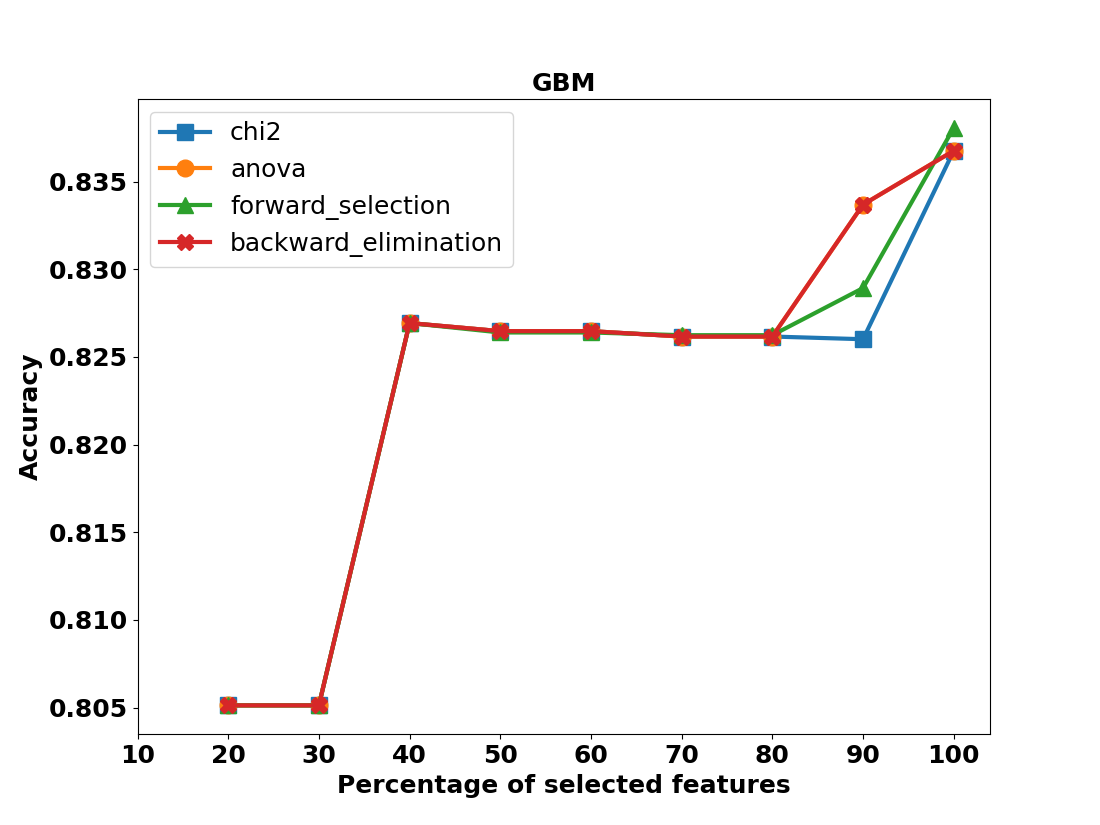 GBM
chi2
anova
forward_selection
backward_elimination
0.835
0.830
0.825
0.820
0.815
0.810
0.805
Accuracy
10 20 30 40 50 60 70 80 90 100
Percentage of selected features